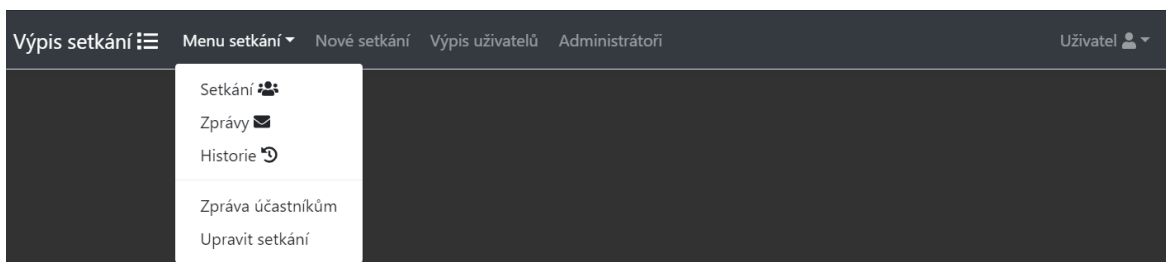 Výpis setkání Menu setkání Nové setkání Výpis uživatelů Administrátoři Uživatel
Setkání
Zprávy
Historie
Zpráva účastníkům
Upravit setkání